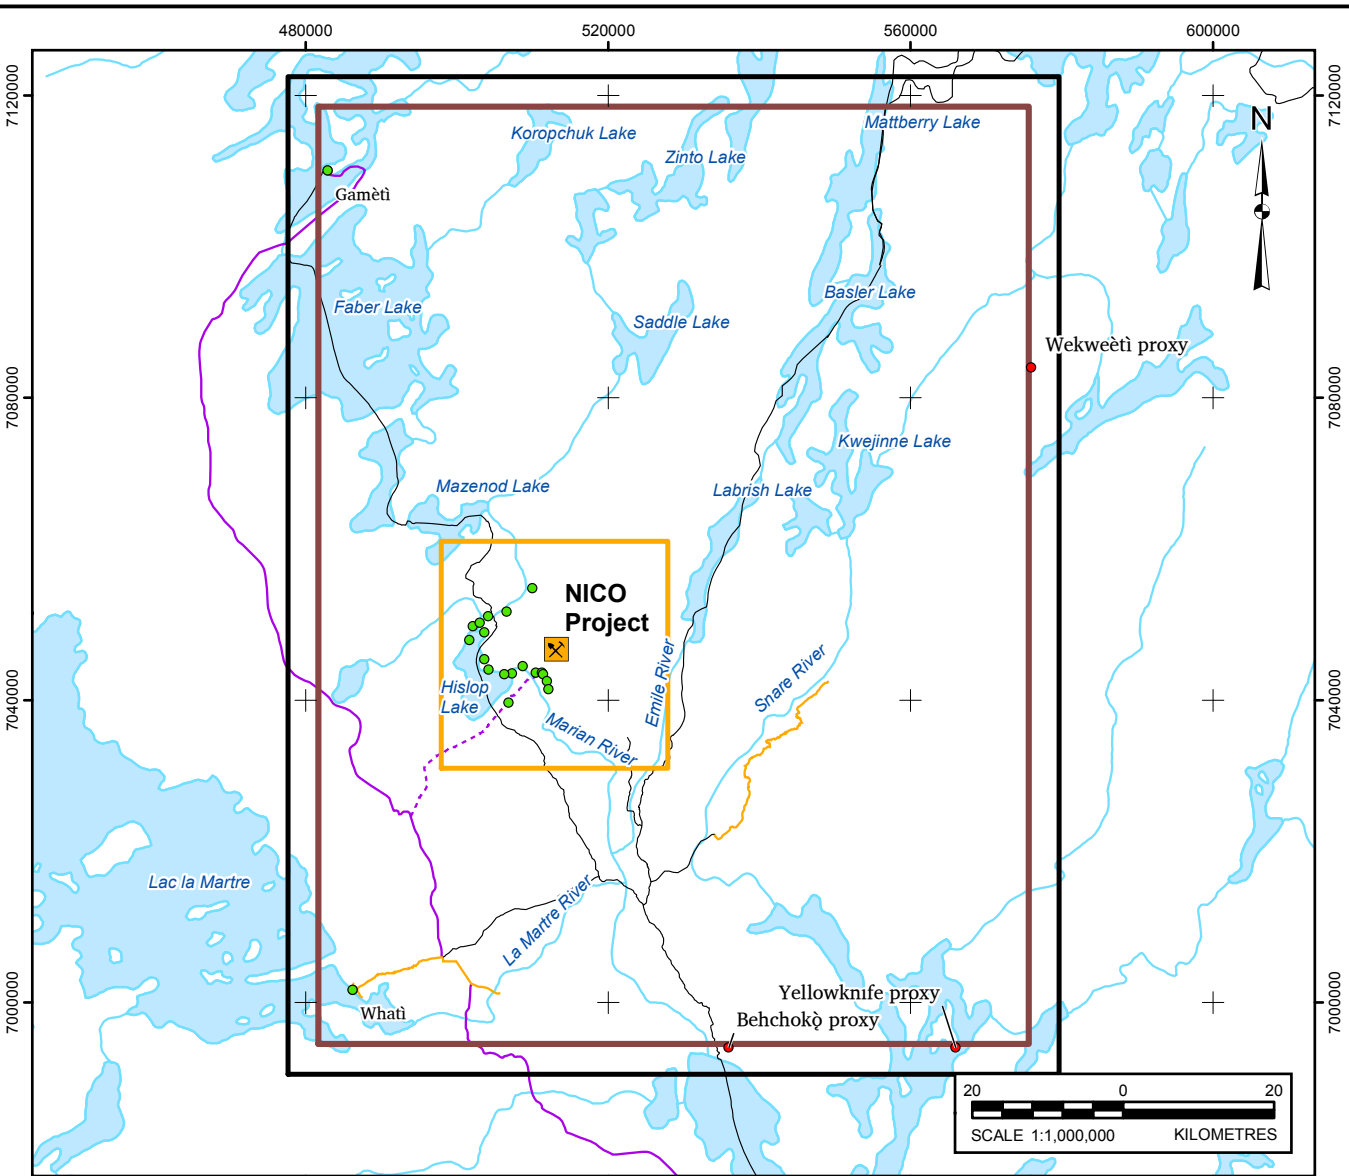 480000
520000
560000
600000
7120000
7120000
N
Koropchuk Lake
Mattberry Lake
Zinto Lake
Gamètì
Faber Lake
Basler Lake
Saddle Lake
Wekweètì proxy
7080000
7080000
Kwejinne Lake
Mazenod Lake
Labrish Lake
NICO
Project
Hislop
Lake
Emile River
Snare River
7040000
7040000
Marian River
Lac la Martre
La Martre River
Yellowknıfe proxy
7000000
7000000
Whatì
Behchokǫ̀ proxy
20
0
20
SCALE 1:1,000,000
KILOMETRES